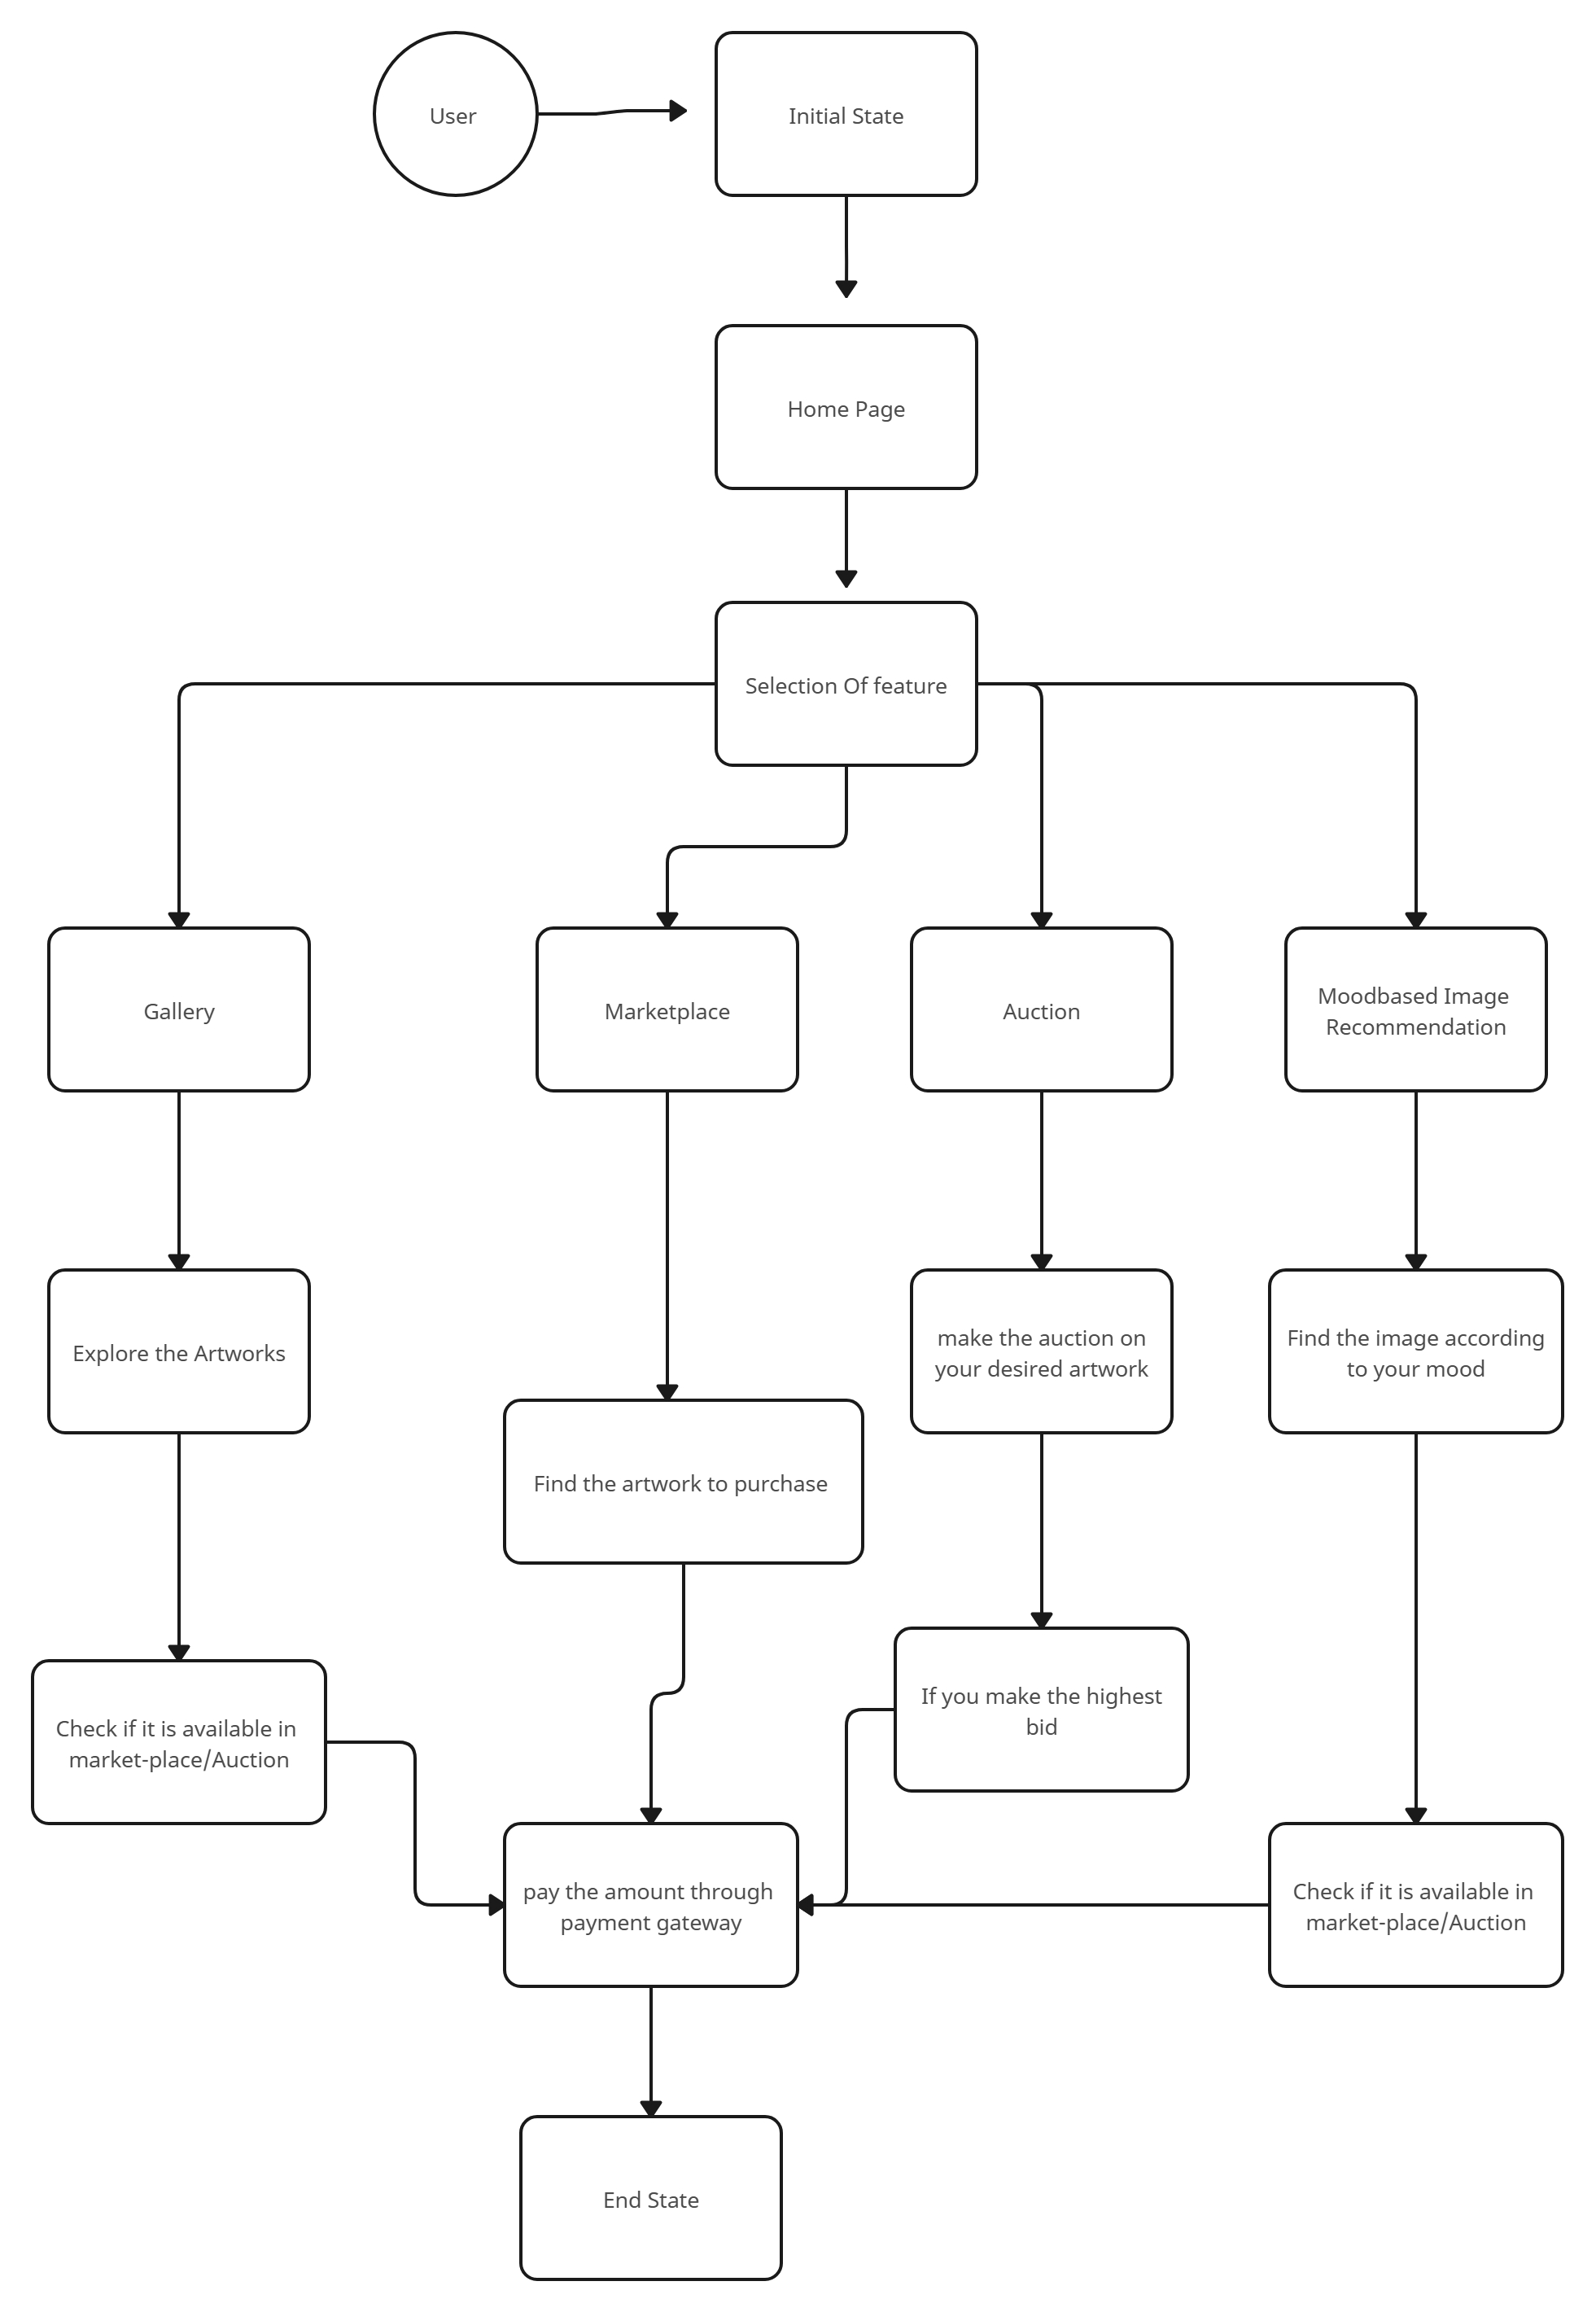 User
Initial State
Home Page
Selection Of feature
Gallery
Marketplace
Auction
Moodbased Image
Recommendation
Explore the Artworks
make the auction on
your desired artwork
Find the image according
to your mood
Find the artwork to purchase
If you make the highest
bid
Check if it is available in
market-place/Auction
pay the amount through
payment gateway
Check if it is available in
market-place/Auction
End State